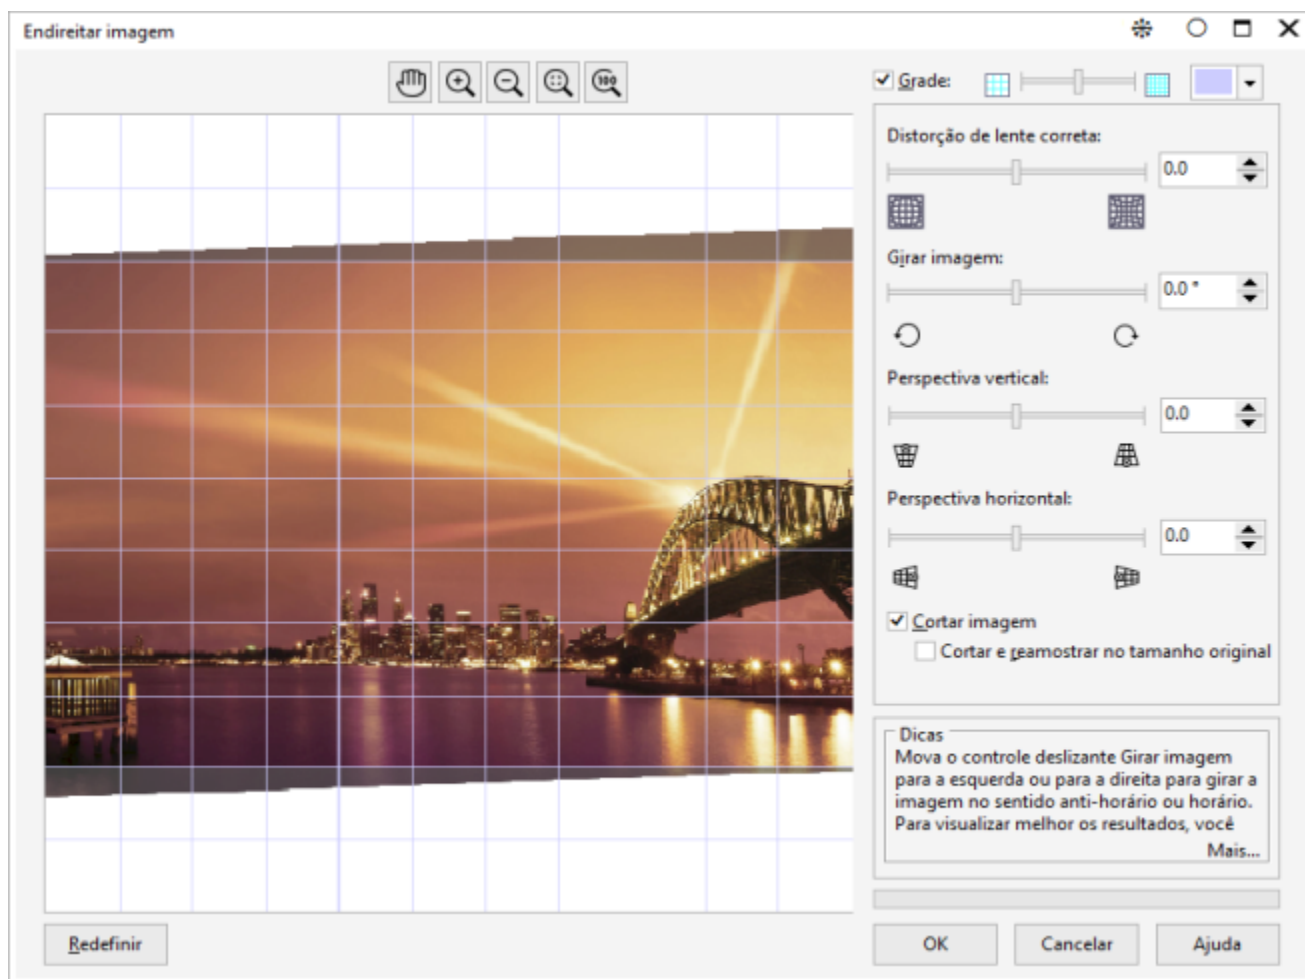 Endireitar imagem
100
Grade:
Distorção de lente correta:
0.0
Girar imagem:
0.0 °
Perspectiva vertical:
0.0
Perspectiva horizontal:
0.0
Cortar imagem
Cortar e reamostrar no tamanho original
Dicas
Mova o controle deslizante Girar imagem
para a esquerda ou para a direita para girar a
imagem no sentido anti-horário ou horário.
Para visualizar melhor os resultados, você
Mais...
Redefinir
OK
Cancelar
Ajuda